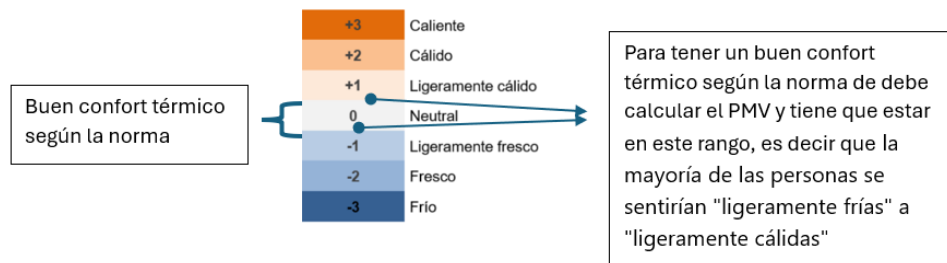 Buen confort térmico
según la norma
+3 Caliente
+2 Cálido
+1 Ligeramente cálido
0 Neutral
-1 Ligeramente fresco
-2 Fresco
-3 Frío
Para tener un buen confort
térmico según la norma de debe
calcular el PMV y tiene que estar
en este rango, es decir que la
mayoría de las personas se
sentirían "ligeramente frías" a
"ligeramente cálidas"